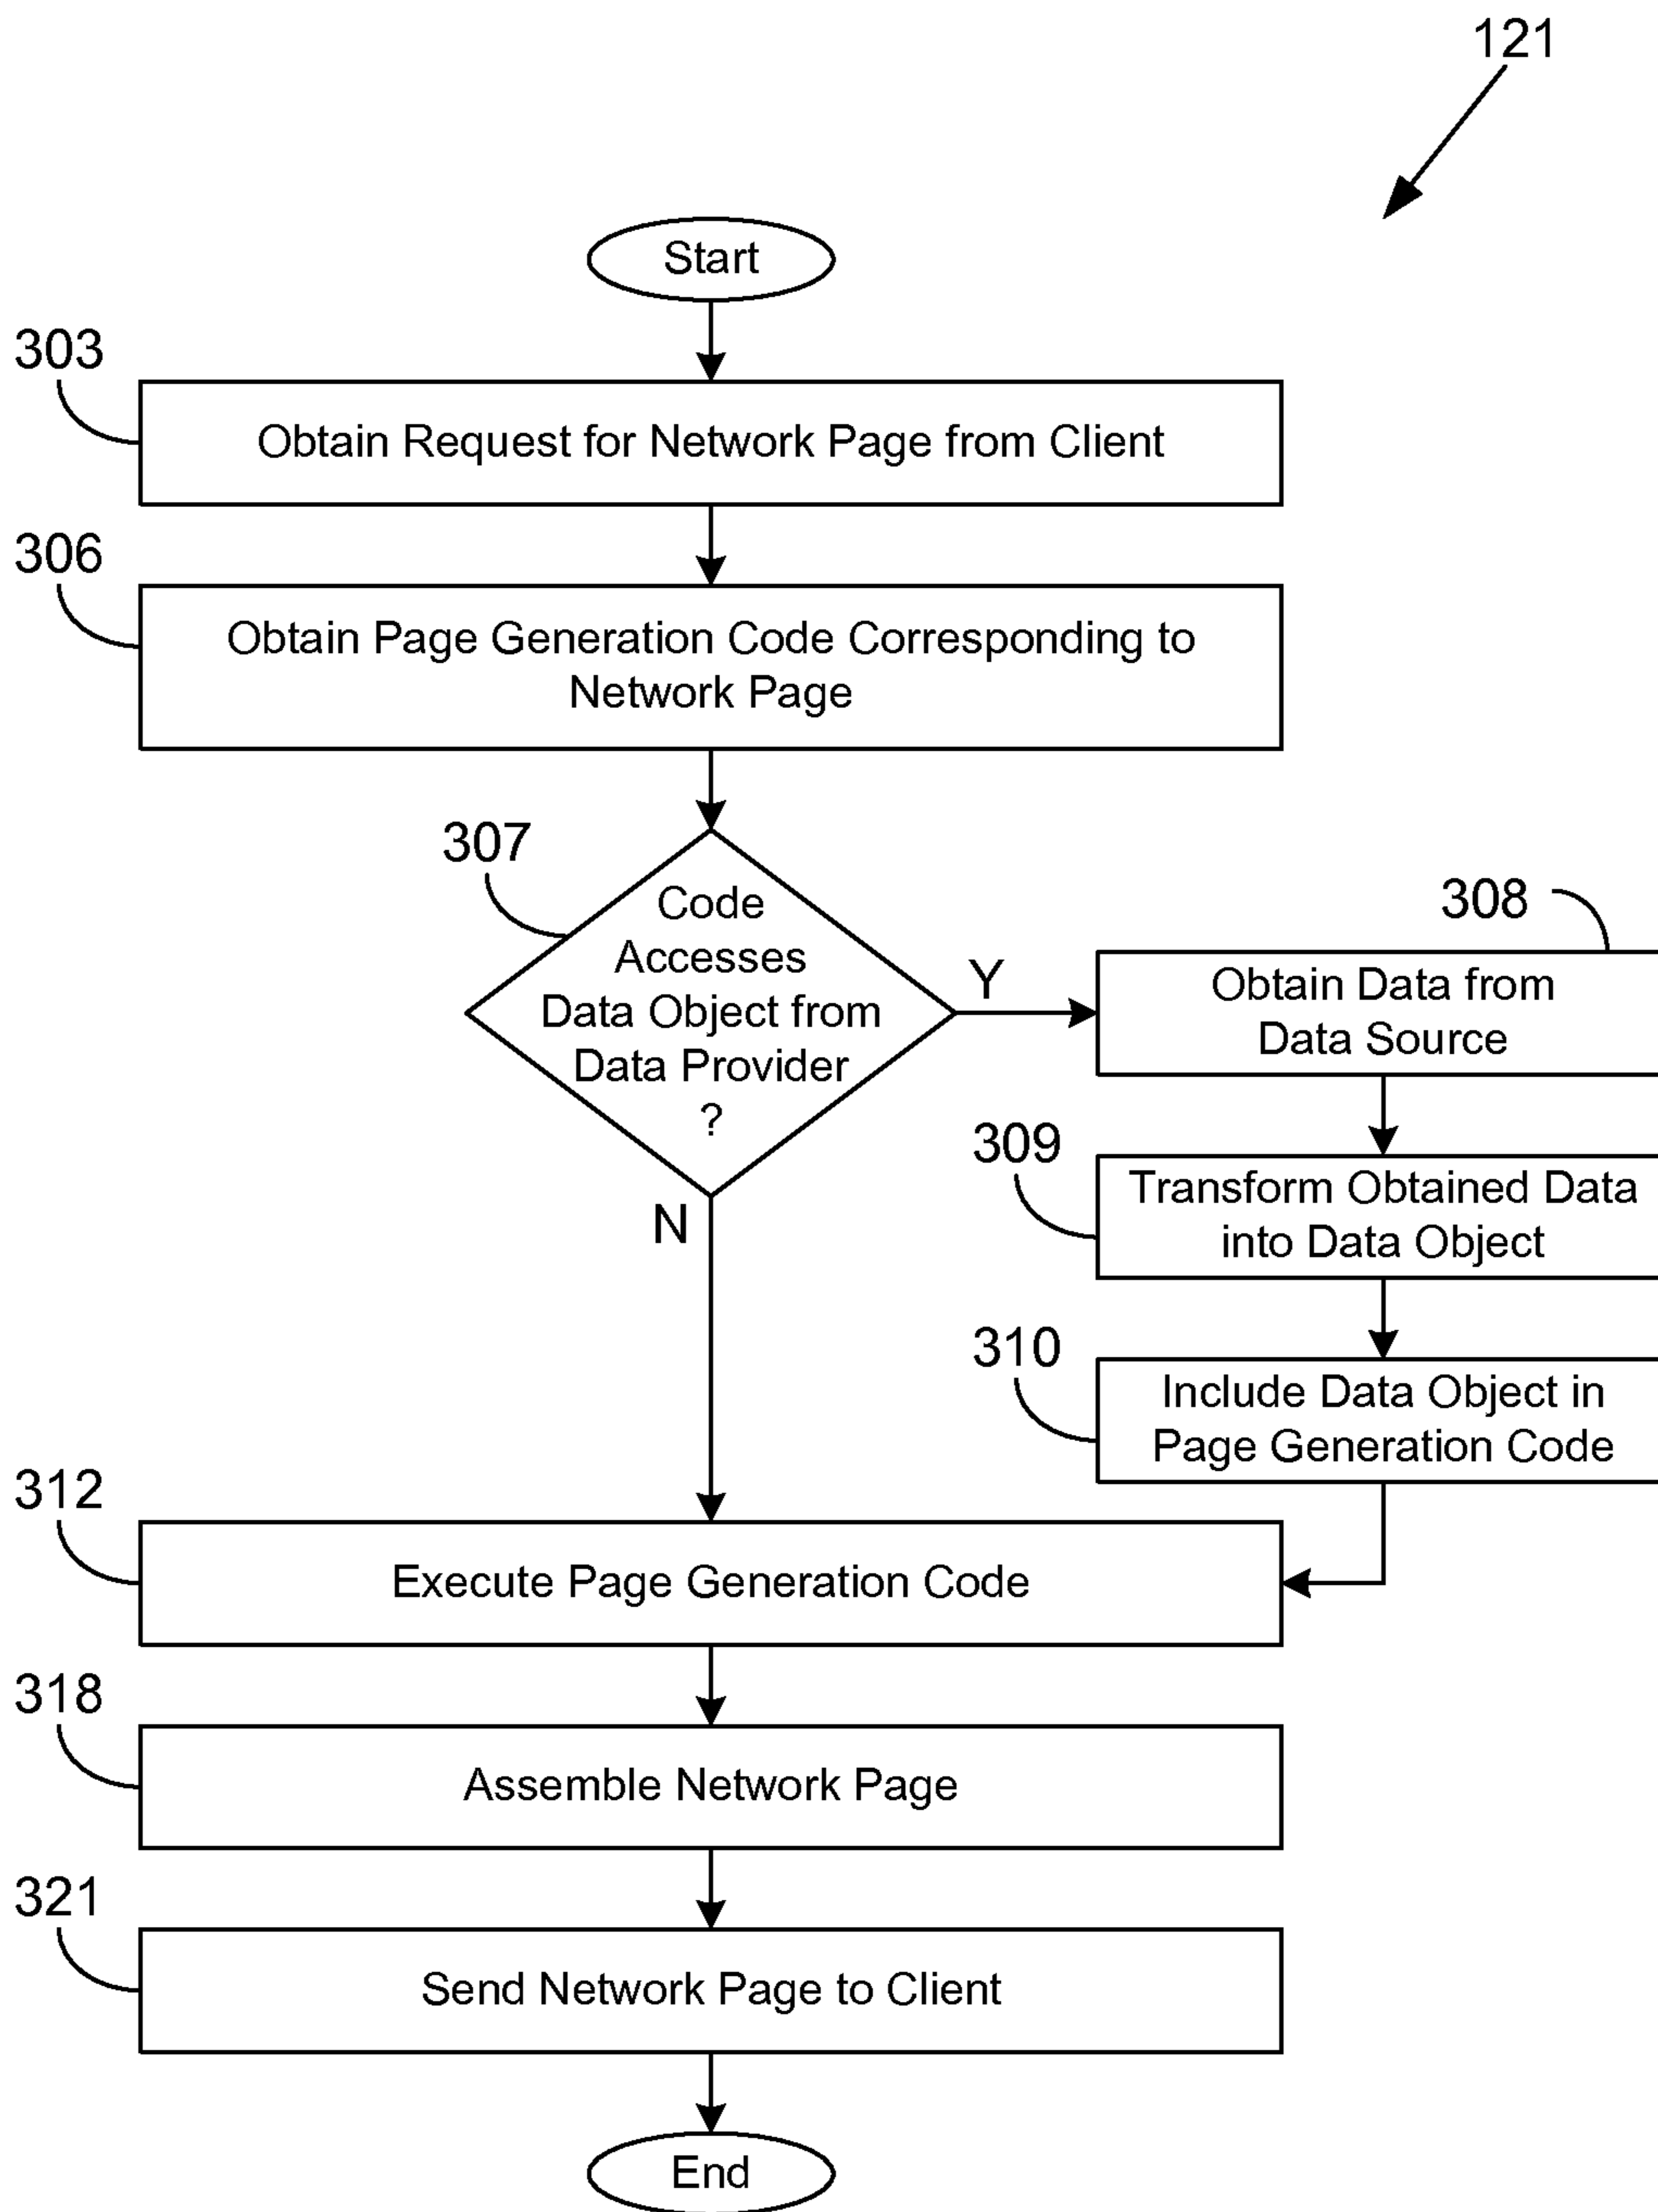 121
Start
303
Obtain Request for Network Page from Client
306
Obtain Page Generation Code Corresponding to
Network Page
307
Code
Accesses
Data Object from
Data Provider
?
Y
308
Obtain Data from
Data Source
309
Transform Obtained Data
into Data Object
N
310
Include Data Object in
Page Generation Code
312
Execute Page Generation Code
318
Assemble Network Page
321
Send Network Page to Client
End